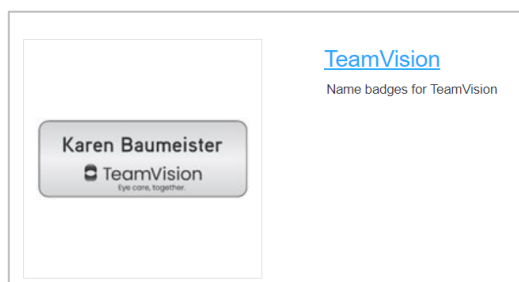 Karen Baumeister
TeamVision
Eye care, together.
TeamVision
Name badges for TeamVision